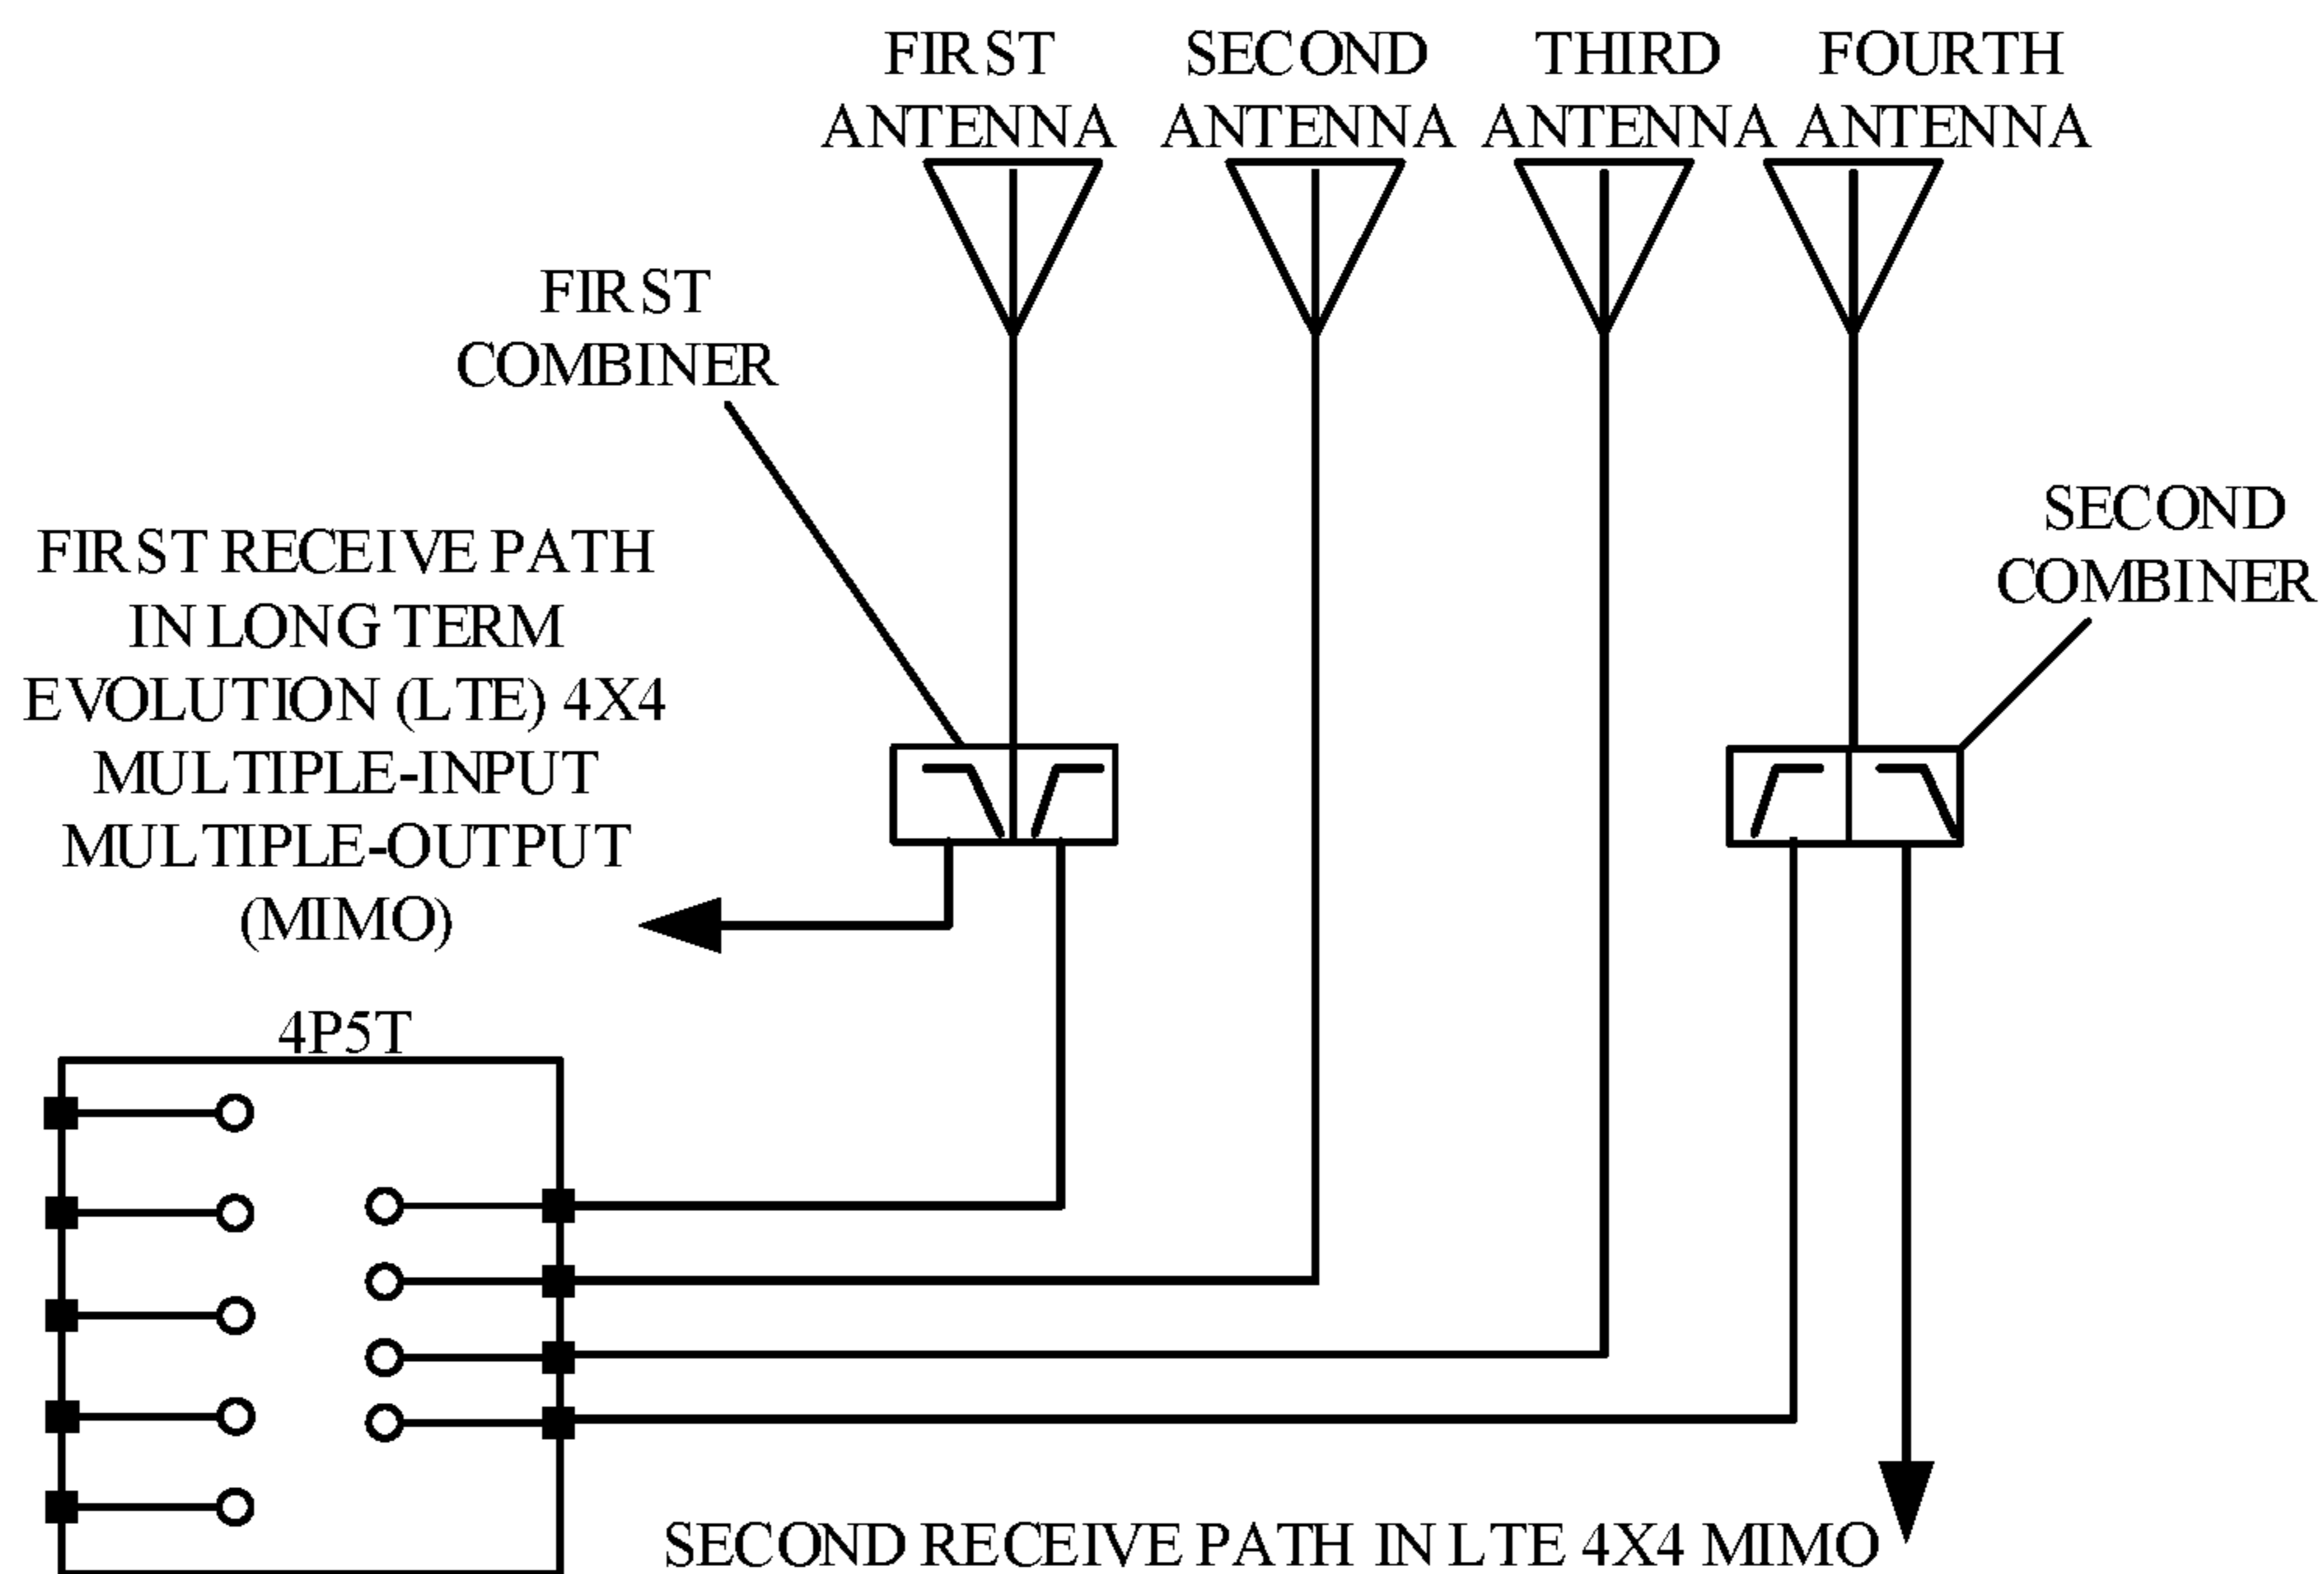 FIRST
ANTENNA
SECOND
ANTENNA
THIRD
ANTENNA
FOURTH
ANTENNA
FIRST
COMBINER
SECOND
COMBINER
FIRST RECEIVE PATH
IN LONG TERM
EVOLUTION (LTE) 4X4
MULTIPLE-INPUT
MULTIPLE-OUTPUT
(MIMO)
4P5T
SECOND RECEIVE PATH IN LTE 4X4 MIMO